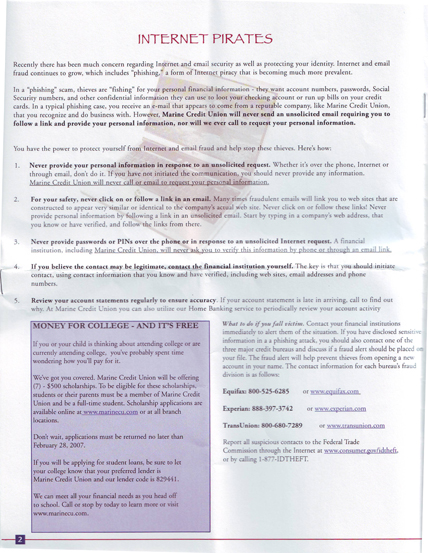 INTERNET PIRATES
Recently there has been much concern regarding Internet and email security as well as protecting your identity. Internet and email
fraud continues to grow, which includes "phishing," a form of Internet piracy that is becoming much more prevalent.
In a "phishing" scam, thieves are "fishing" for your personal financial information - they want account numbers, passwords, Social
Security numbers, and other confidential information they can use to loot your checking account or run up bills on your credit
cards. In a typical phishing case, you receive an e-mail that appears to come from a reputable company, like Marine Credit Union,
that you recognize and do business with. However, Marine Credit Union will never send an unsolicited email requiring you to
follow a link and provide your personal information, nor will we ever call to request your personal information.
You have the power to protect yourself from Internet and email fraud and help stop these thieves. Here's how:
1. Never provide your personal information in response to an unsolicited request. Whether it's over the phone, Internet or
through email, don't do it. If you have not initiated the communication, you should never provide any information.
Marine Credit Union will never call or email to request your personal information.
2. For your safety, never click on or follow a link in an email. Many times fraudulent emails will link you to web sites that are
constructed to appear very similar or identical to the company's actual web site. Never click on or follow these links! Never
provide personal information by following a link in an unsolicited email. Start by typing in a company's web address, that
you know or have verified, and follow the links from there.
3. Never provide passwords or PINs over the phone or in response to an unsolicited Internet request. A financial
institution, including Marine Credit Union, will never ask you to verify this information by phone or through an email link.
4. If you believe the contact may be legitimate, contact the financial institution yourself. The key is that you should initiate
contact, using contact information that you know and have verified, including web sites, email addresses and phone
numbers.
5. Review your account statements regularly to ensure accuracy. If your account statement is late in arriving, call to find out
why. At Marine Credit Union you can also utilize our Home Banking service to periodically review your account activity
MONEY FOR COLLEGE - AND IT'S FREE
If you or your child is thinking about attending college or are
currently attending college, you've probably spent time
wondering how you'll pay for it.
We've got you covered. Marine Credit Union will be offering
(7) - $500 scholarships. To be eligible for these scholarships,
students or their parents must be a member of Marine Credit
Union and be a full-time student. Scholarship applications are
available online at www.marinecu.com or at all branch
locations.
Don't wait, applications must be returned no later than
February 28, 2007.
If you will be applying for student loans, be sure to let
your college know that your preferred lender is
Marine Credit Union and our lender code is 829441.
We can meet all your financial needs as you head off
to school. Call or stop by today to learn more or visit
www.marinecu.com.
What to do if you fall victim. Contact your financial institutions
immediately to alert them of the situation. If you have disclosed sensitive
information in a a phishing attack, you should also contact one of the
three major credit bureaus and discuss if a fraud alert should be placed on
your file. The fraud alert will help prevent thieves from opening a new
account in your name. The contact information for each bureau's fraud
division is as follows:
Equifax: 800-525-6285 or www.equifax.com
Experian: 888-397-3742 or www.experian.com
TransUnion: 800-680-7289 or www.transunion.com
Report all suspicious contacts to the Federal Trade
Commission through the Internet at www.consumer.gov/idtheft,
or by calling 1-877-IDTHEFT.
2